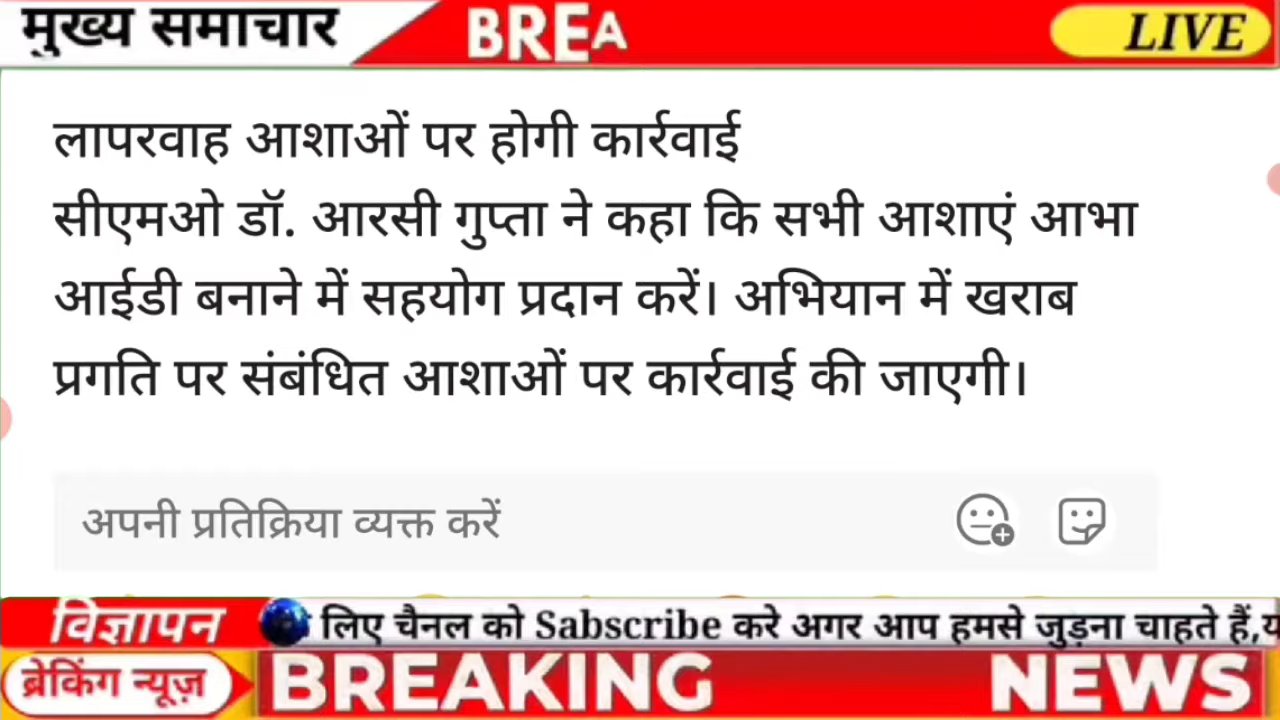 मुख्य समाचार
BREA
LIVE
लापरवाह आशाओं पर होगी कार्रवाई
सीएमओ डॉ. आरसी गुप्ता ने कहा कि सभी आशाएं आभा
आईडी बनाने में सहयोग प्रदान करें। अभियान में खराब
प्रगति पर संबंधित आशाओं पर कार्रवाई की जाएगी।
अपनी प्रतिक्रिया व्यक्त करें
विज्ञापन
लिए चैनल को Sabscribe करे अगर आप हमसे जुड़ना चाहते हैं,
ब्रेकिंग न्यूज़
BREAKING NEWS